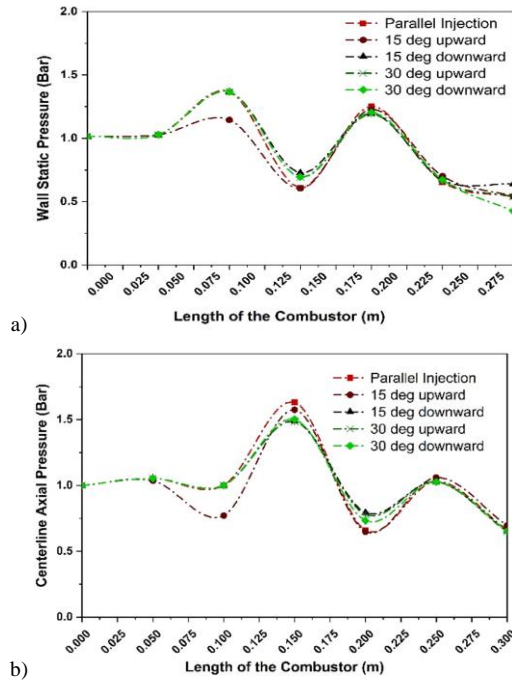 2.0
1.5
1.0
0.5
0.0
Wall Static Pressure (Bar)
Parallel Injection
15 deg upward
15 deg downward
30 deg upward
30 deg downward
0.000 0.025 0.050 0.075 0.100 0.125 0.150 0.175 0.200 0.225 0.250 0.275
Length of the Combustor (m)
a)
2.0
1.5
1.0
0.5
0.0
Centerline Axial Pressure (Bar)
Parallel Injection
15 deg upward
15 deg downward
30 deg upward
30 deg downward
0.000 0.025 0.050 0.075 0.100 0.125 0.150 0.175 0.200 0.225 0.250 0.275 0.300
Length of the Combustor (m)
b)